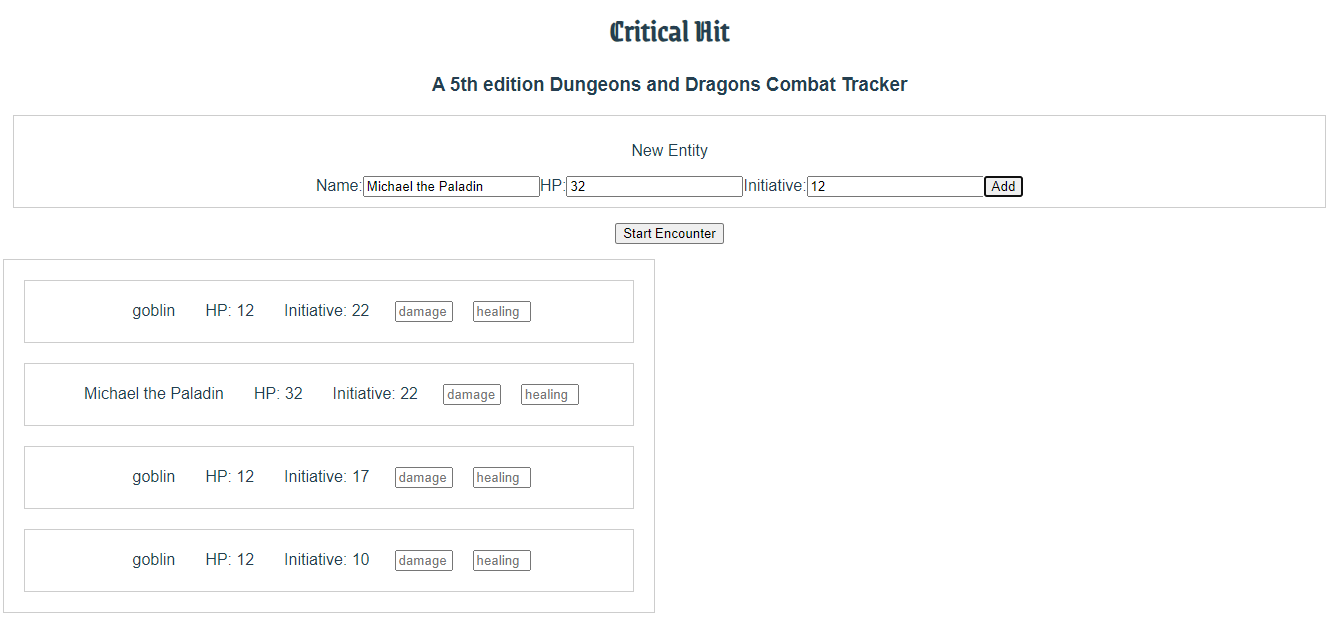 Critical Hit
A 5th edition Dungeons and Dragons Combat Tracker
New Entity
Name: Michael the Paladin HP: 32 Initiative: 12 Add
Start Encounter
goblin HP: 12 Initiative: 22 damage healing
Michael the Paladin HP: 32 Initiative: 22 damage healing
goblin HP: 12 Initiative: 17 damage healing
goblin HP: 12 Initiative: 10 damage healing